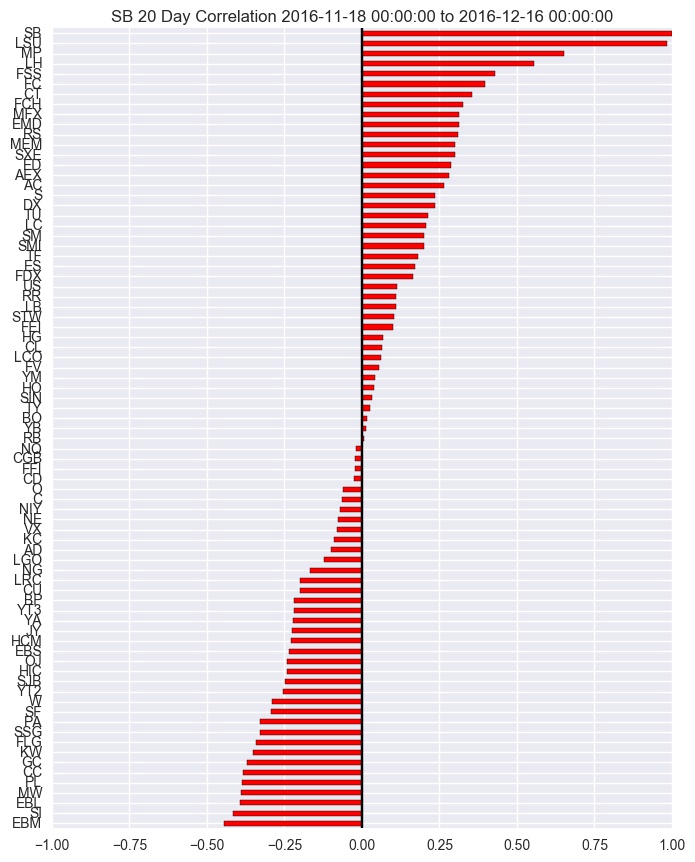 SB 20 Day Correlation 2016-11-18 00:00:00 to 2016-12-16 00:00:00
SB
LSU
MP
LH
FSS
FC
CT
FCH
MFX
EMD
RS
MEM
SXE
ED
AEX
AC
S
DX
TU
LC
SM
SMI
TF
ES
FDX
US
RR
LB
STW
FEI
HG
CL
LCO
FV
YM
HO
SIN
TY
BO
YB
RB
NQ
CGB
FFI
CD
O
C
NIY
NE
VX
KC
AD
LGO
NG
LRC
CU
BP
YT3
YA
JY
HCM
EBS
OJ
HIC
SJB
YT2
W
SF
PA
SSG
FLG
KW
GC
CC
PL
MW
EBL
SI
EBM
−1.00 −0.75 −0.50 −0.25 0.00 0.25 0.50 0.75 1.00